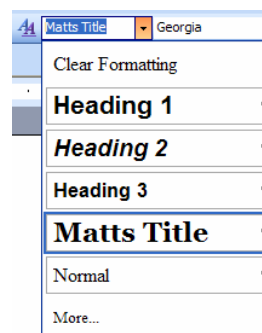 Matts Title Georgia
Clear Formatting
Heading 1
Heading 2
Heading 3
Matts Title
Normal
More...